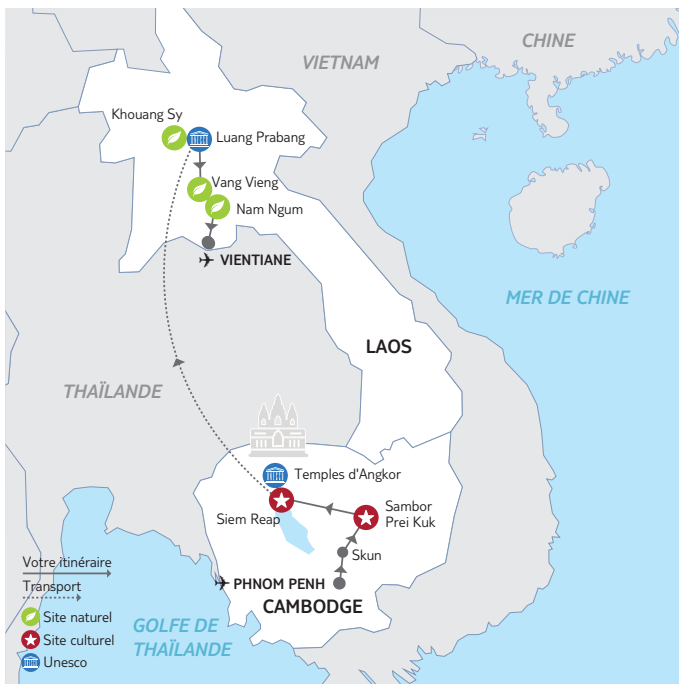 CHINE
VIETNAM
Khouang Sy
Luang Prabang
Vang Vieng
Nam Ngum
VIENTIANE
MER DE CHINE
LAOS
THAÏLANDE
Temples d'Angkor
Siem Reap
Sambor
Prei Kuk
Skun
PHNOM PENH
CAMBODGE
GOLFE DE
THAÏLANDE
Votre itinéraire
Transport
Site naturel
Site culturel
Unesco